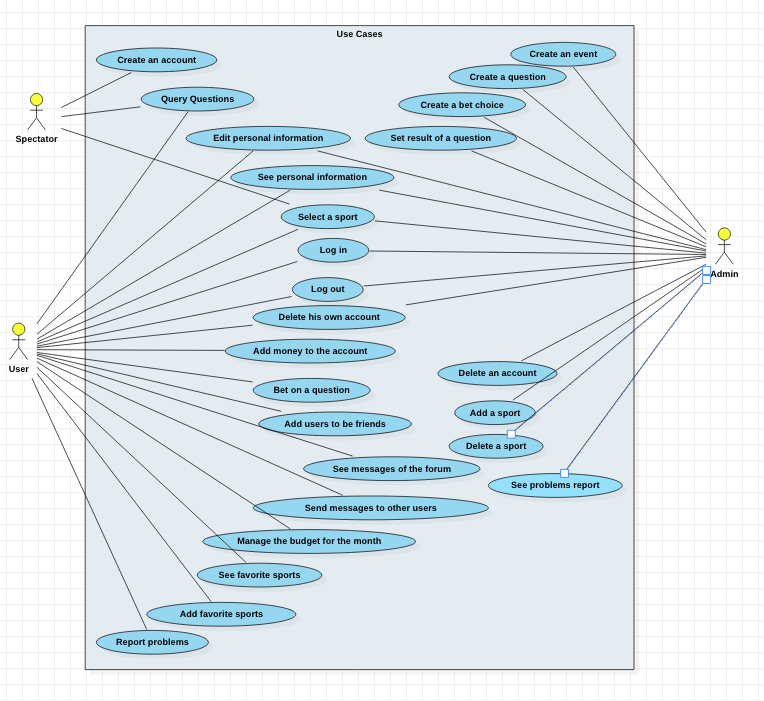 Use Cases
Create an event
Create an account
Create a question
Query Questions
Create a bet choice
Spectator
Edit personal information
Set result of a question
See personal information
Select a sport
Log in
Admin
Log out
Delete his own account
Add money to the account
User
Delete an account
Bet on a question
Add a sport
Add users to be friends
Delete a sport
See messages of the forum
See problems report
Send messages to other users
Manage the budget for the month
See favorite sports
Add favorite sports
Report problems